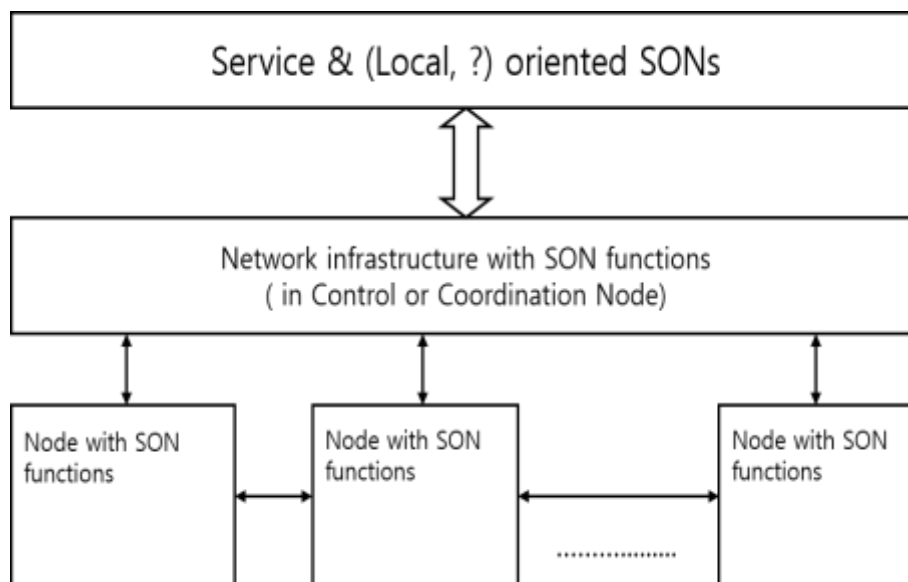 Service & (Local, ?) oriented SONs
Network infrastructure with SON functions
( in Control or Coordination Node)
Node with SON
functions
Node with SON
functions
Node with SON
functions
..................